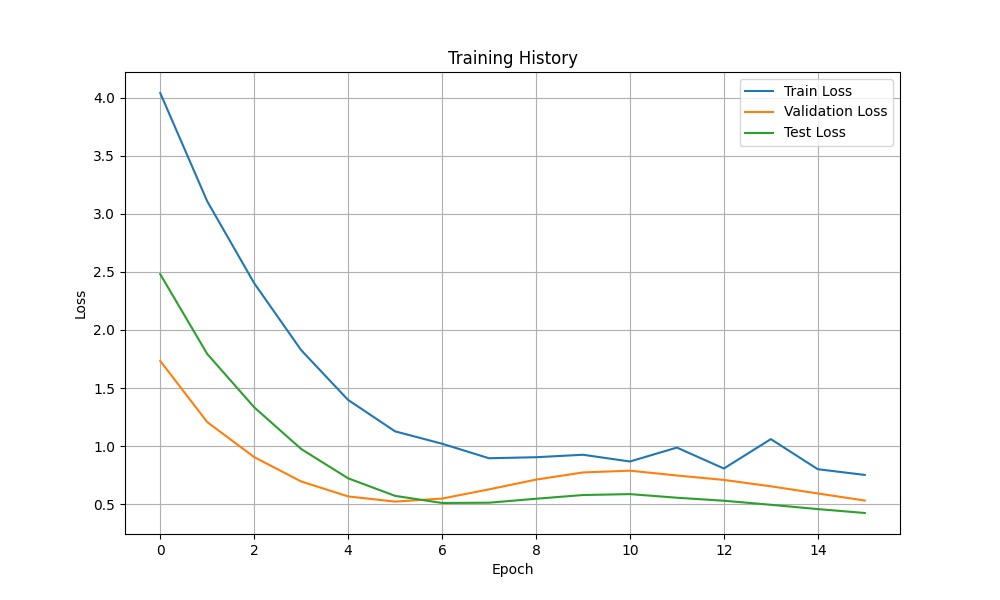 Training History
Train Loss
Validation Loss
Test Loss
4.0
3.5
3.0
2.5
2.0
1.5
1.0
0.5
Loss
0 2 4 6 8 10 12 14
Epoch